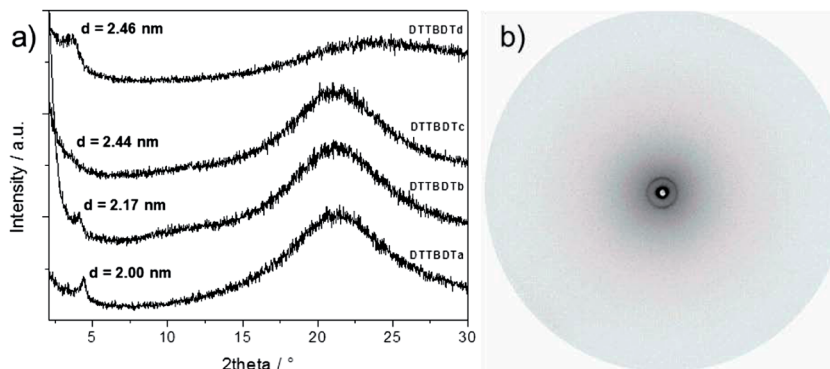 a)
d = 2.46 nm
DTTBDTd
d = 2.44 nm
DTTBDTc
d = 2.17 nm
DTTBDTb
d = 2.00 nm
DTTBDTa
Intensity / a.u.
5 10 15 20 25 30
2theta / °
b)